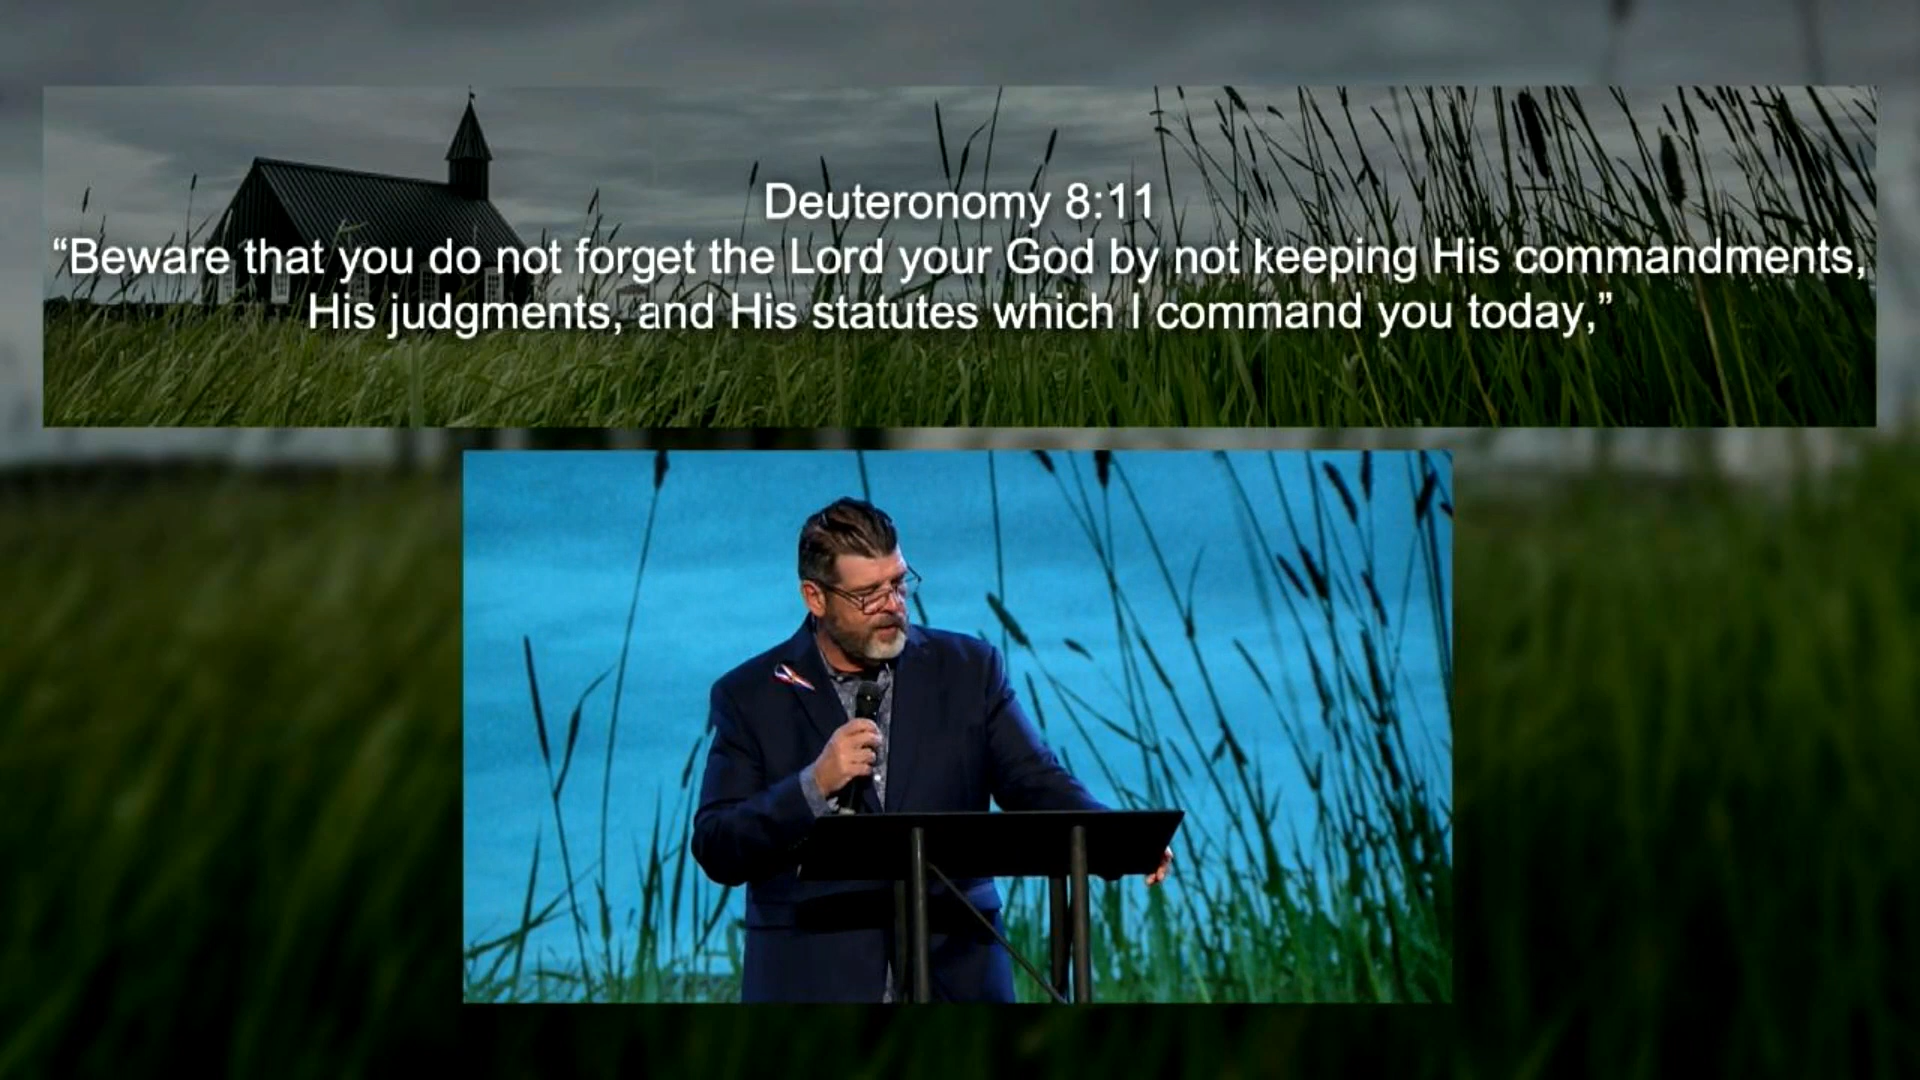 Deuteronomy 8:11
“Beware that you do not forget the Lord your God by not keeping His commandments,
His judgments, and His statutes which I command you today,”